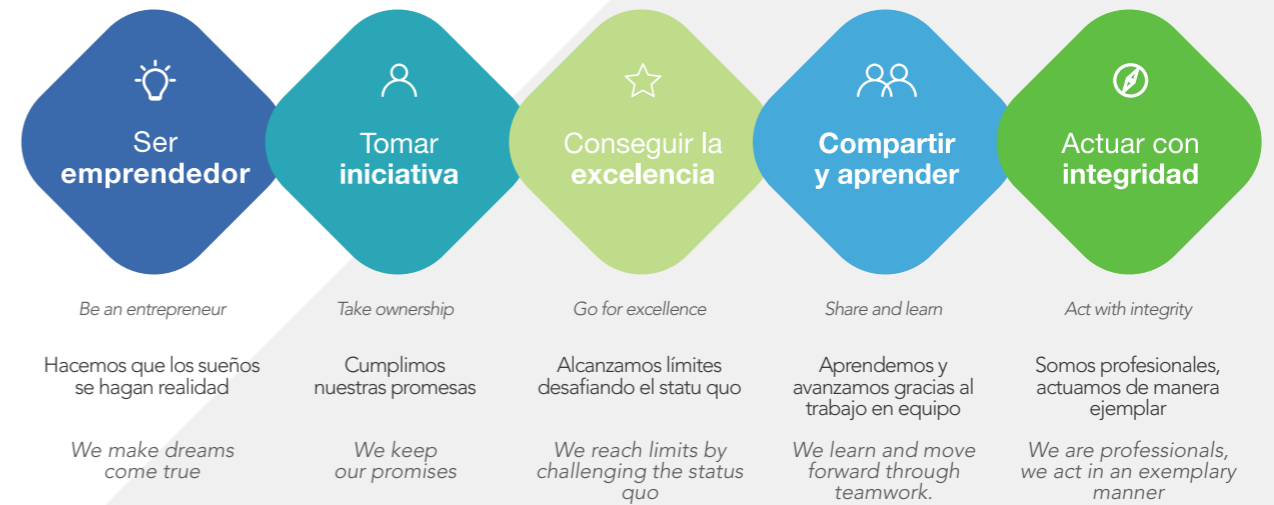 Ser
emprendedor
Tomar
iniciativa
Conseguir la
excelencia
Compartir
y aprender
Actuar con
integridad
Be an entrepreneur
Take ownership
Go for excellence
Share and learn
Act with integrity
Hacemos que los sueños
se hagan realidad
Cumplimos
nuestras promesas
Alcanzamos límites
desafiando el statu quo
Aprendemos y
avanzamos gracias al
trabajo en equipo
Somos profesionales,
actuamos de manera
ejemplar
We make dreams
come true
We keep
our promises
We reach limits by
challenging the status
quo
We learn and move
forward through
teamwork.
We are professionals,
we act in an exemplary
manner